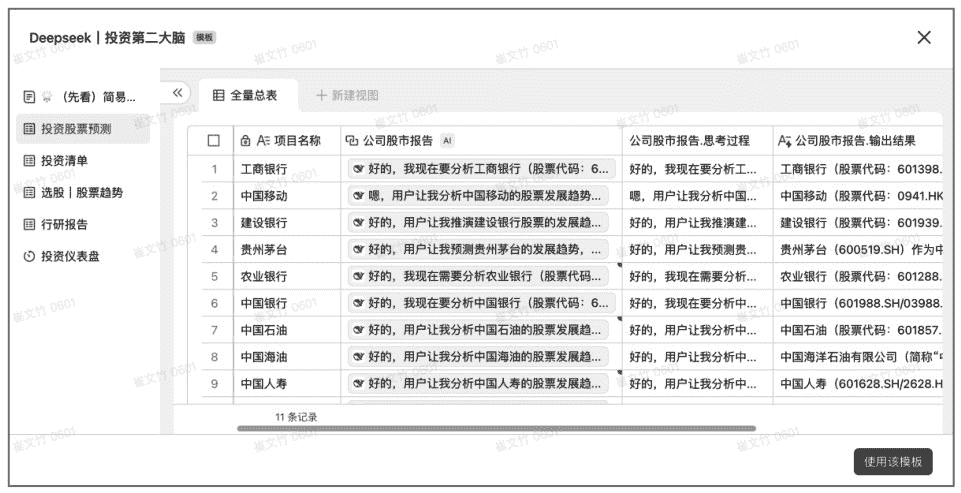 Deepseek｜投资第二大脑 模板
（先看）简易...
投资股票预测
投资清单
选股｜股票趋势
行研报告
投资仪表盘
全量总表 新建视图
项目名称 公司股市报告 AI 公司股市报告.思考过程 公司股市报告.输出结果
1 工商银行 好的，我现在要分析工商银行（股票代码：6... 好的，我现在要分析工... 工商银行（股票代码：601398.
2 中国移动 嗯，用户让我分析中国移动的股票发展趋势... 嗯，用户让我分析中国... 中国移动（股票代码：0941.HK
3 建设银行 好的，用户让我推演建设银行股票的发展趋... 好的，用户让我推演建... 建设银行（股票代码：601939.
4 贵州茅台 好的，用户让我预测贵州茅台的发展趋势，... 好的，用户让我预测贵... 贵州茅台（600519.SH）作为中
5 农业银行 好的，我现在需要分析农业银行（股票代码... 好的，我现在需要分析... 农业银行（股票代码：601288.
6 中国银行 好的，我现在要分析中国银行（股票代码：6... 好的，我现在要分析中... 中国银行（601988.SH/03988.
7 中国石油 好的，用户让我分析中国石油的股票发展趋... 好的，用户让我分析中... 中国石油（股票代码：601857.
8 中国海油 好的，用户让我分析中国海油的股票发展趋... 好的，用户让我分析中... 中国海洋石油有限公司（简称“中
9 中国人寿 好的，用户让我分析中国人寿的股票发展趋... 好的，用户让我分析中... 中国人寿（601628.SH/2628.H
11 条记录
使用该模板
崔文竹 0601